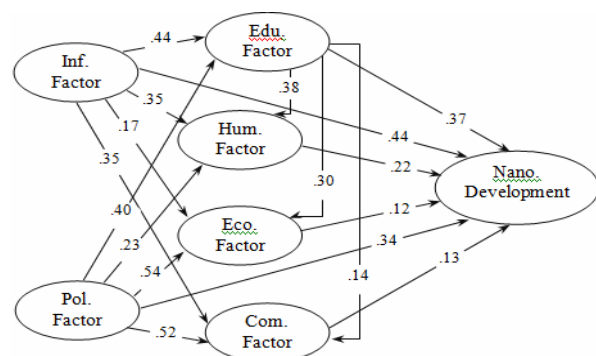 .44
Edu.
Factor
Inf.
Factor
.38
.37
.35
.44
.17
Hum.
Factor
.22
.35
Nano.
Development
.30
.40
Eco.
Factor
.12
.23
.34
.54
.14
.13
Pol.
Factor
.52
Com.
Factor